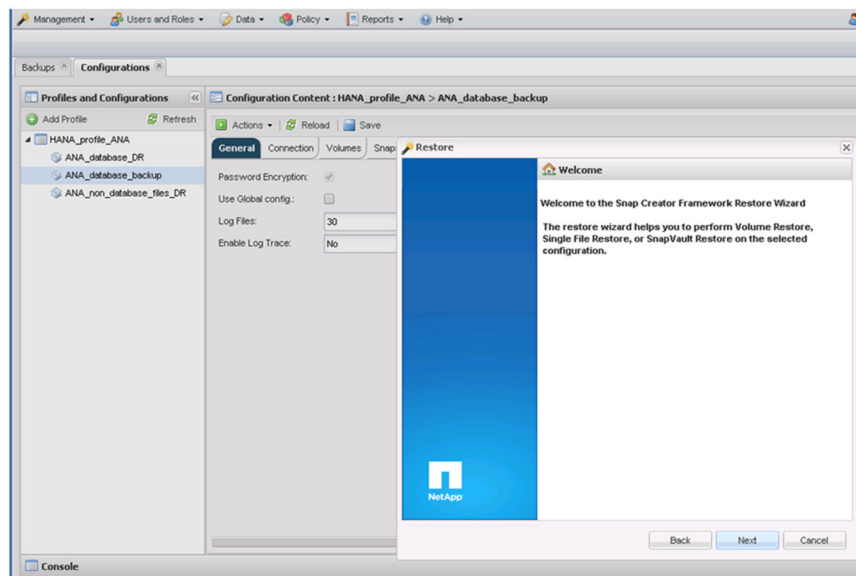 Management Users and Roles Data Policy Reports Help
Backups Configurations
Profiles and Configurations
Configuration Content : HANA_profile_ANA > ANA_database_backup
Add Profile Refresh
Actions Reload Save
HANA_profile_ANA
ANA_database_DR
ANA_database_backup
ANA_non_database_files_DR
General Connection Volumes Snap
Password Encryption:
Use Global config.:
Log Files: 30
Enable Log Trace: No
Restore
Welcome
Welcome to the Snap Creator Framework Restore Wizard
The restore wizard helps you to perform Volume Restore,
Single File Restore, or SnapVault Restore on the selected
configuration.
NetApp
Back Next Cancel
Console